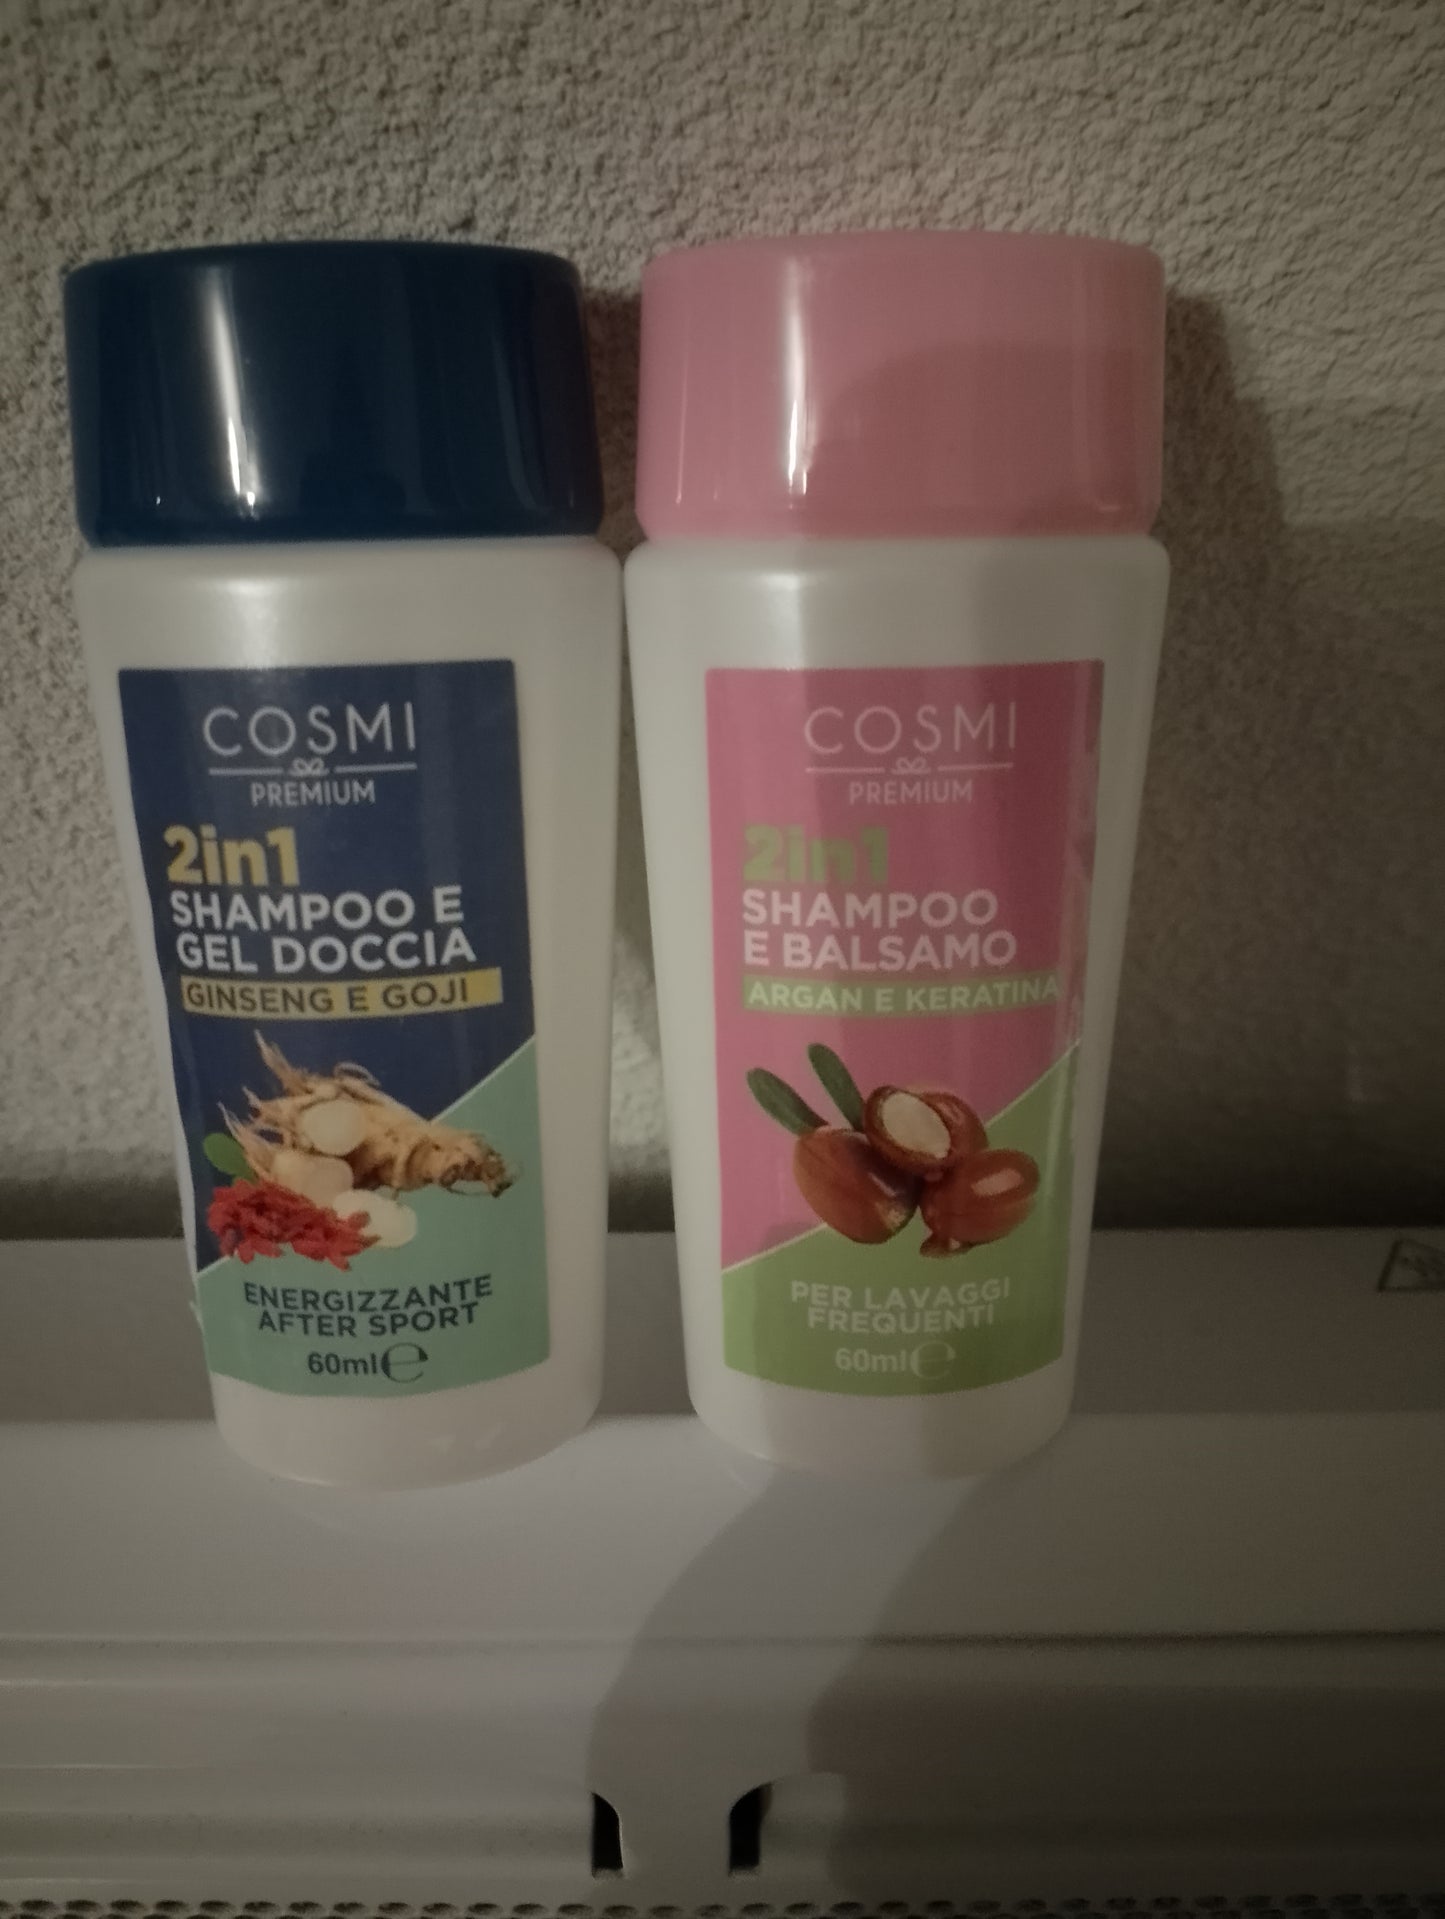 COSMI
PREMIUM
2in1
SHAMPOO E
GEL DOCCIA
GINSENG E GOJI
ENERGIZZANTE
AFTER SPORT
60ml ℮
COSMI
PREMIUM
2in1
SHAMPOO
E BALSAMO
ARGAN E KERATINA
PER LAVAGGI
FREQUENTI
60ml ℮